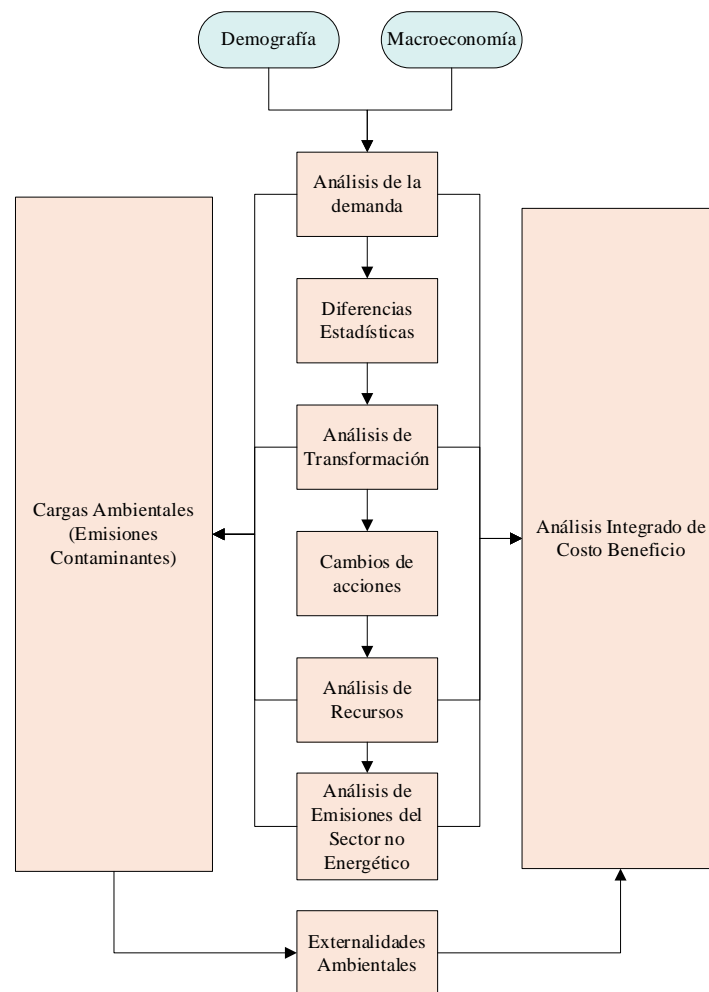 Demografía
Macroeconomía
Análisis de la
demanda
Diferencias
Estadísticas
Análisis de
Transformación
Cargas Ambientales
(Emisiones
Contaminantes)
Análisis Integrado de
Costo Beneficio
Cambios de
acciones
Análisis de
Recursos
Análisis de
Emisiones del
Sector no
Energético
Externalidades
Ambientales